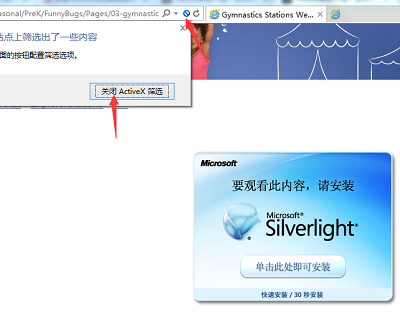 asonal/PreK/FunnyBugs/Pages/03-gymnastic
Gymnastics Stations We...
站点上筛选出了一些内容
面的按钮配置筛选选项。
关闭 ActiveX 筛选
Microsoft
要观看此内容，请安装
Microsoft®
Silverlight
单击此处即可安装
快速安装 / 30 秒安装